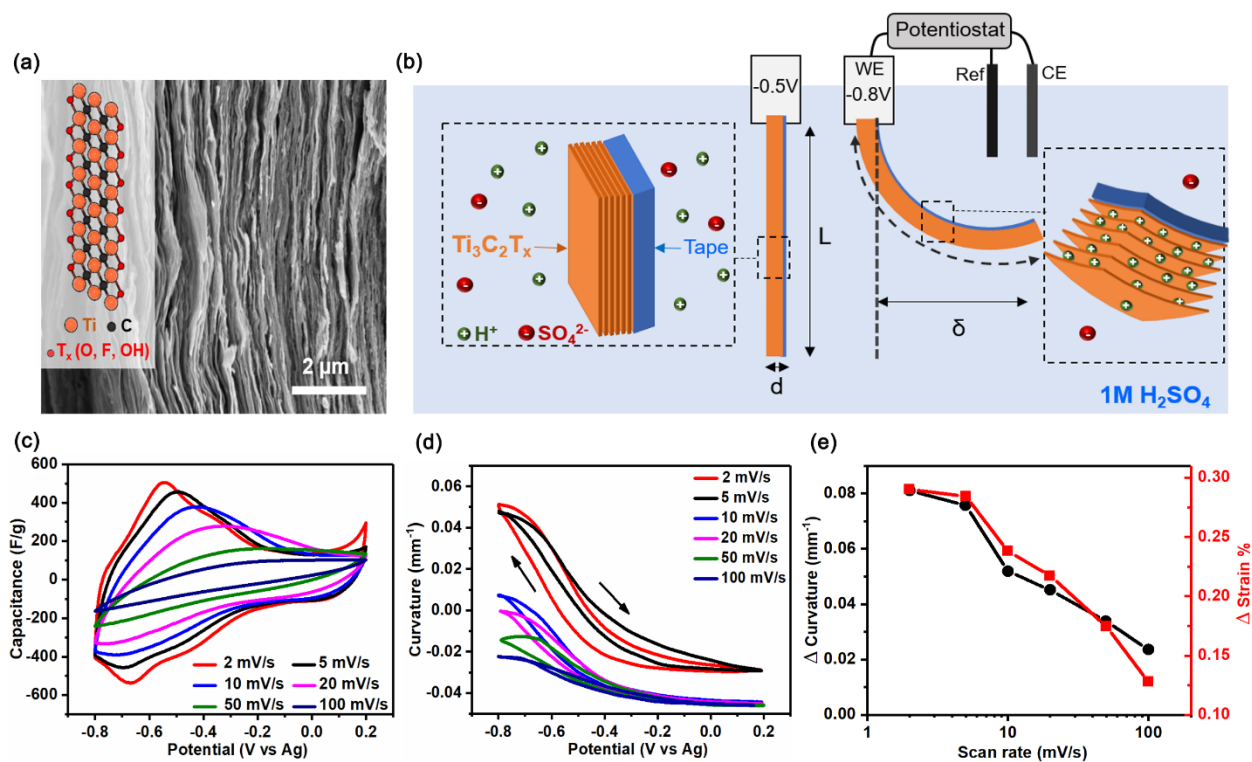 (a)
Ti
C
Tx (O, F, OH)
2 µm
(b)
Potentiostat
WE
-0.8V
Ref
CE
-0.5V
Ti3C2Tx
Tape
L
δ
d
H+
SO42-
1M H2SO4
(c)
Capacitance (F/g)
600
400
200
0
-200
-400
-600
-0.8
-0.6
-0.4
-0.2
0.0
0.2
Potential (V vs Ag)
2 mV/s
5 mV/s
10 mV/s
20 mV/s
50 mV/s
100 mV/s
(d)
Curvature (mm-1)
0.06
0.04
0.02
0.00
-0.02
-0.04
-0.8
-0.6
-0.4
-0.2
0.0
0.2
Potential (V vs Ag)
2 mV/s
5 mV/s
10 mV/s
20 mV/s
50 mV/s
100 mV/s
(e)
Δ Curvature (mm-1)
0.08
0.06
0.04
0.02
0.00
1
10
100
Scan rate (mV/s)
0.30
0.25
0.20
0.15
0.10
Δ Strain %